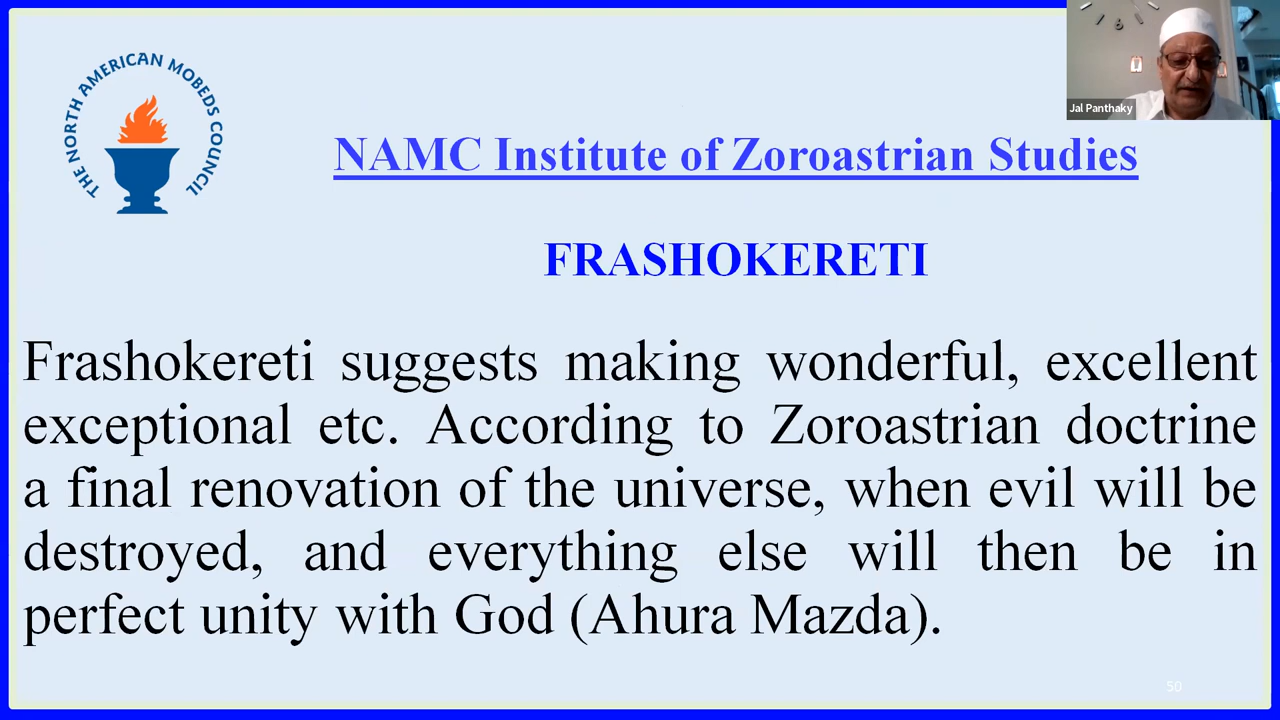 THE NORTH AMERICAN MOBEDS COUNCIL
Jal Panthaky
NAMC Institute of Zoroastrian Studies
FRASHOKERETI
Frashokereti suggests making wonderful, excellent
exceptional etc. According to Zoroastrian doctrine
a final renovation of the universe, when evil will be
destroyed, and everything else will then be in
perfect unity with God (Ahura Mazda).
50